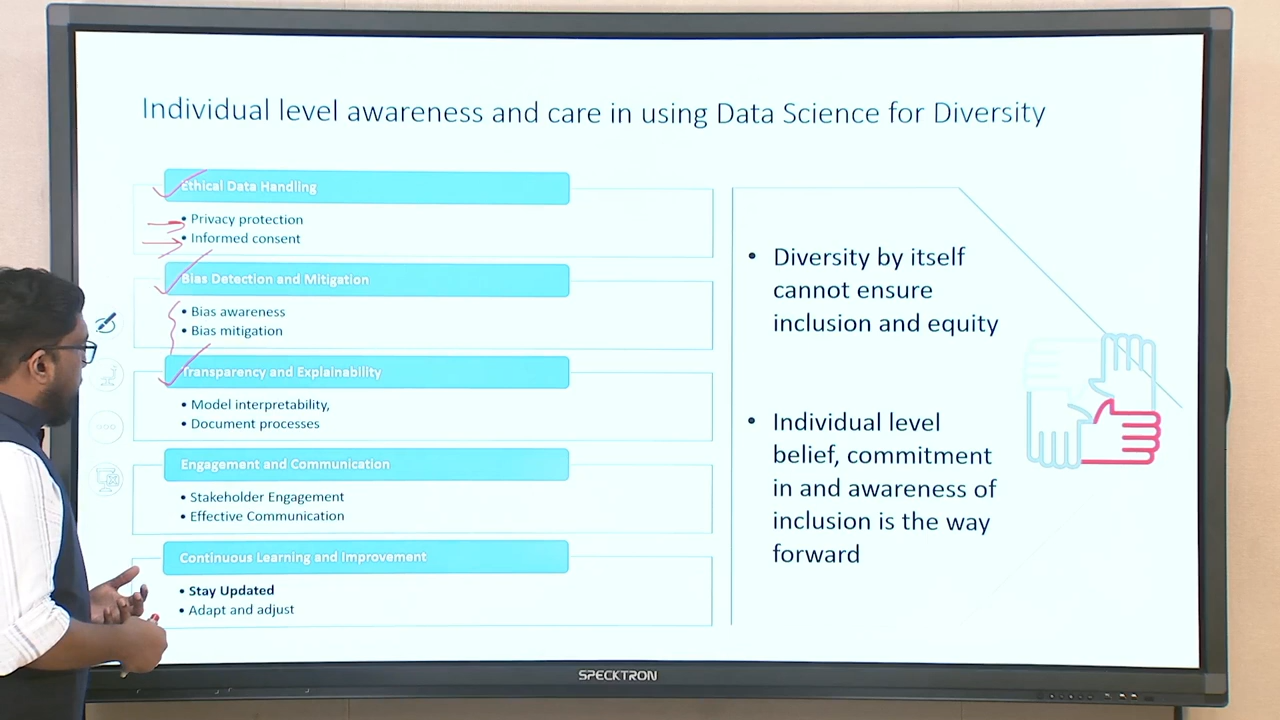 Individual level awareness and care in using Data Science for Diversity
Ethical Data Handling
• Privacy protection
• Informed consent
Bias Detection and Mitigation
• Bias awareness
• Bias mitigation
Transparency and Explainability
• Model interpretability,
• Document processes
Engagement and Communication
• Stakeholder Engagement
• Effective Communication
Continuous Learning and Improvement
• Stay Updated
• Adapt and adjust
• Diversity by itself
cannot ensure
inclusion and equity
• Individual level
belief, commitment
in and awareness of
inclusion is the way
forward
SPECKTRON